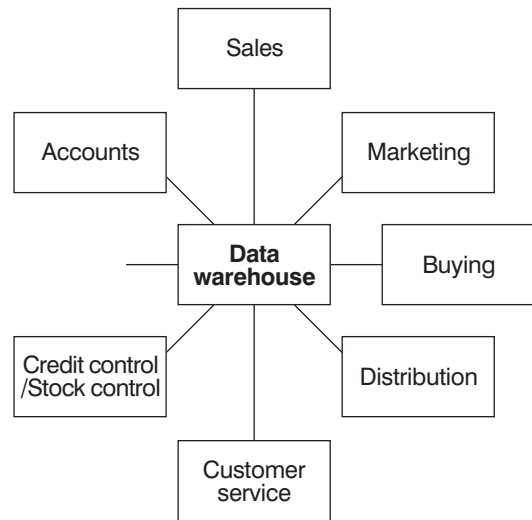 Sales
Accounts
Marketing
Data
warehouse
Buying
Credit control
/Stock control
Distribution
Customer
service